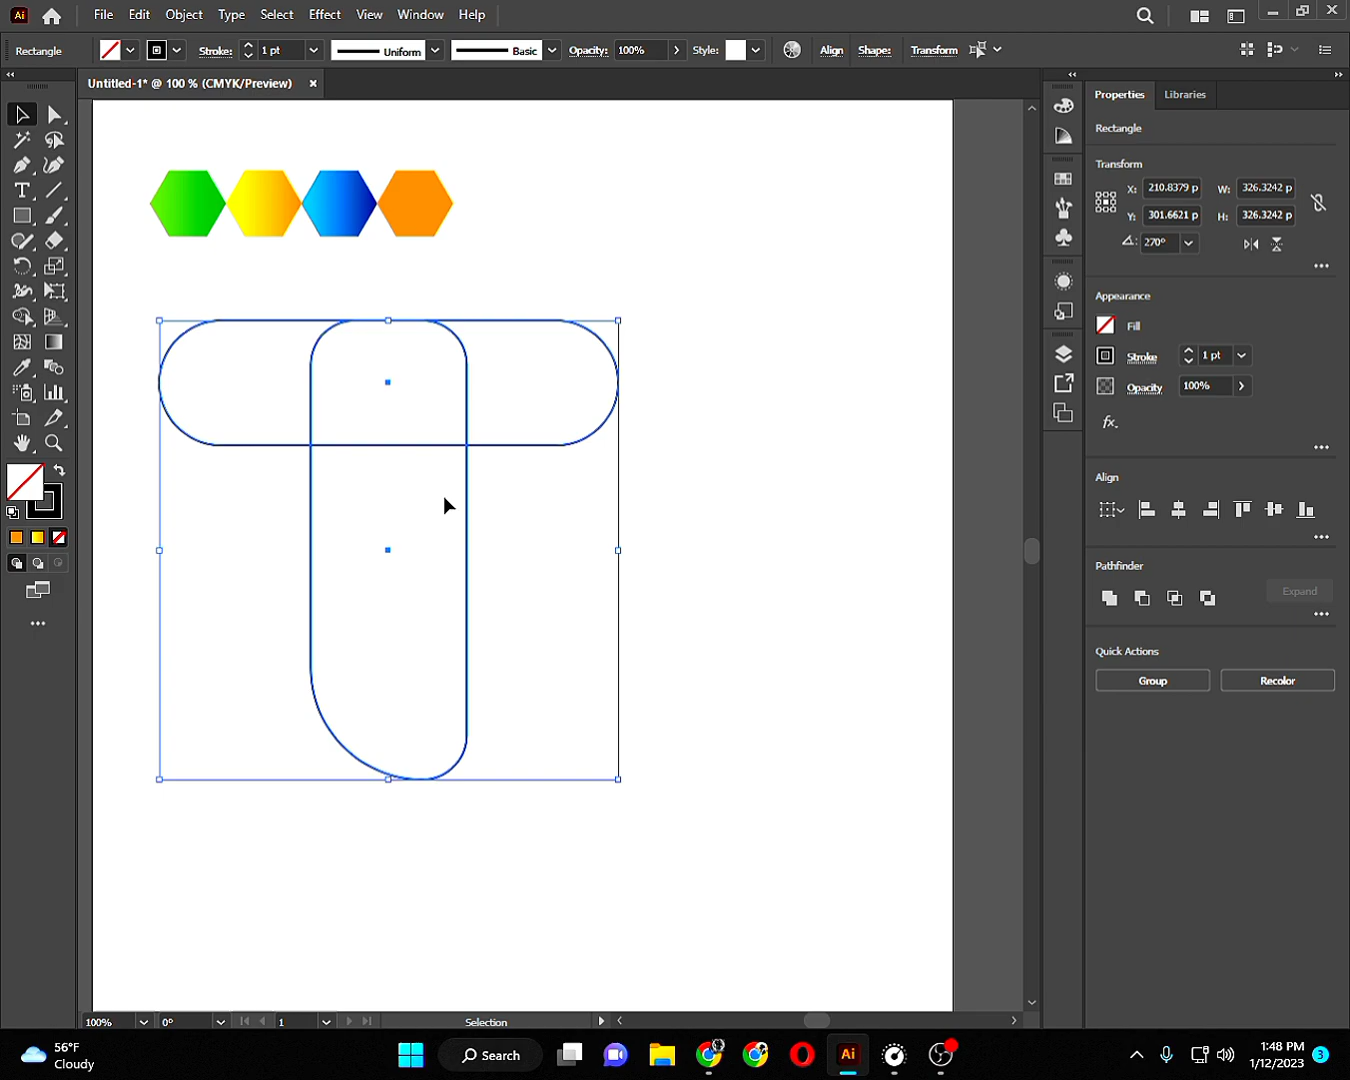 Ai File Edit Object Type Select Effect View Window Help
Rectangle Stroke: 1 pt Uniform Basic Opacity: 100% Style: Align Shape: Transform
Untitled-1* @ 100 % (CMYK/Preview) ×
Properties Libraries
Rectangle
Transform
X: 210.8379 p W: 326.3242 p
Y: 301.6621 p H: 326.3242 p
270°
Appearance
Fill
Stroke 1 pt
Opacity 100%
fx.
Align
Pathfinder
Expand
Quick Actions
Group Recolor
T
100% 0° 1 Selection
56°F
Cloudy
Search
Ai
1:48 PM
1/12/2023
3